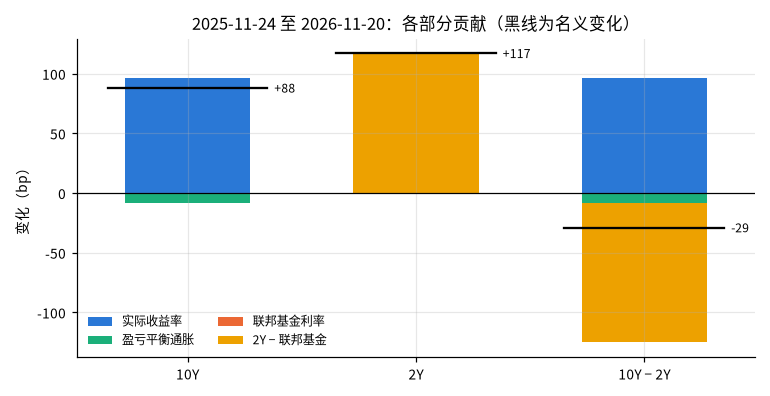 2025-11-24 至 2026-11-20：各部分贡献（黑线为名义变化）
变化（bp）
100
50
0
-50
-100
+88
+117
-29
实际收益率
盈亏平衡通胀
联邦基金利率
2Y − 联邦基金
10Y
2Y
10Y − 2Y